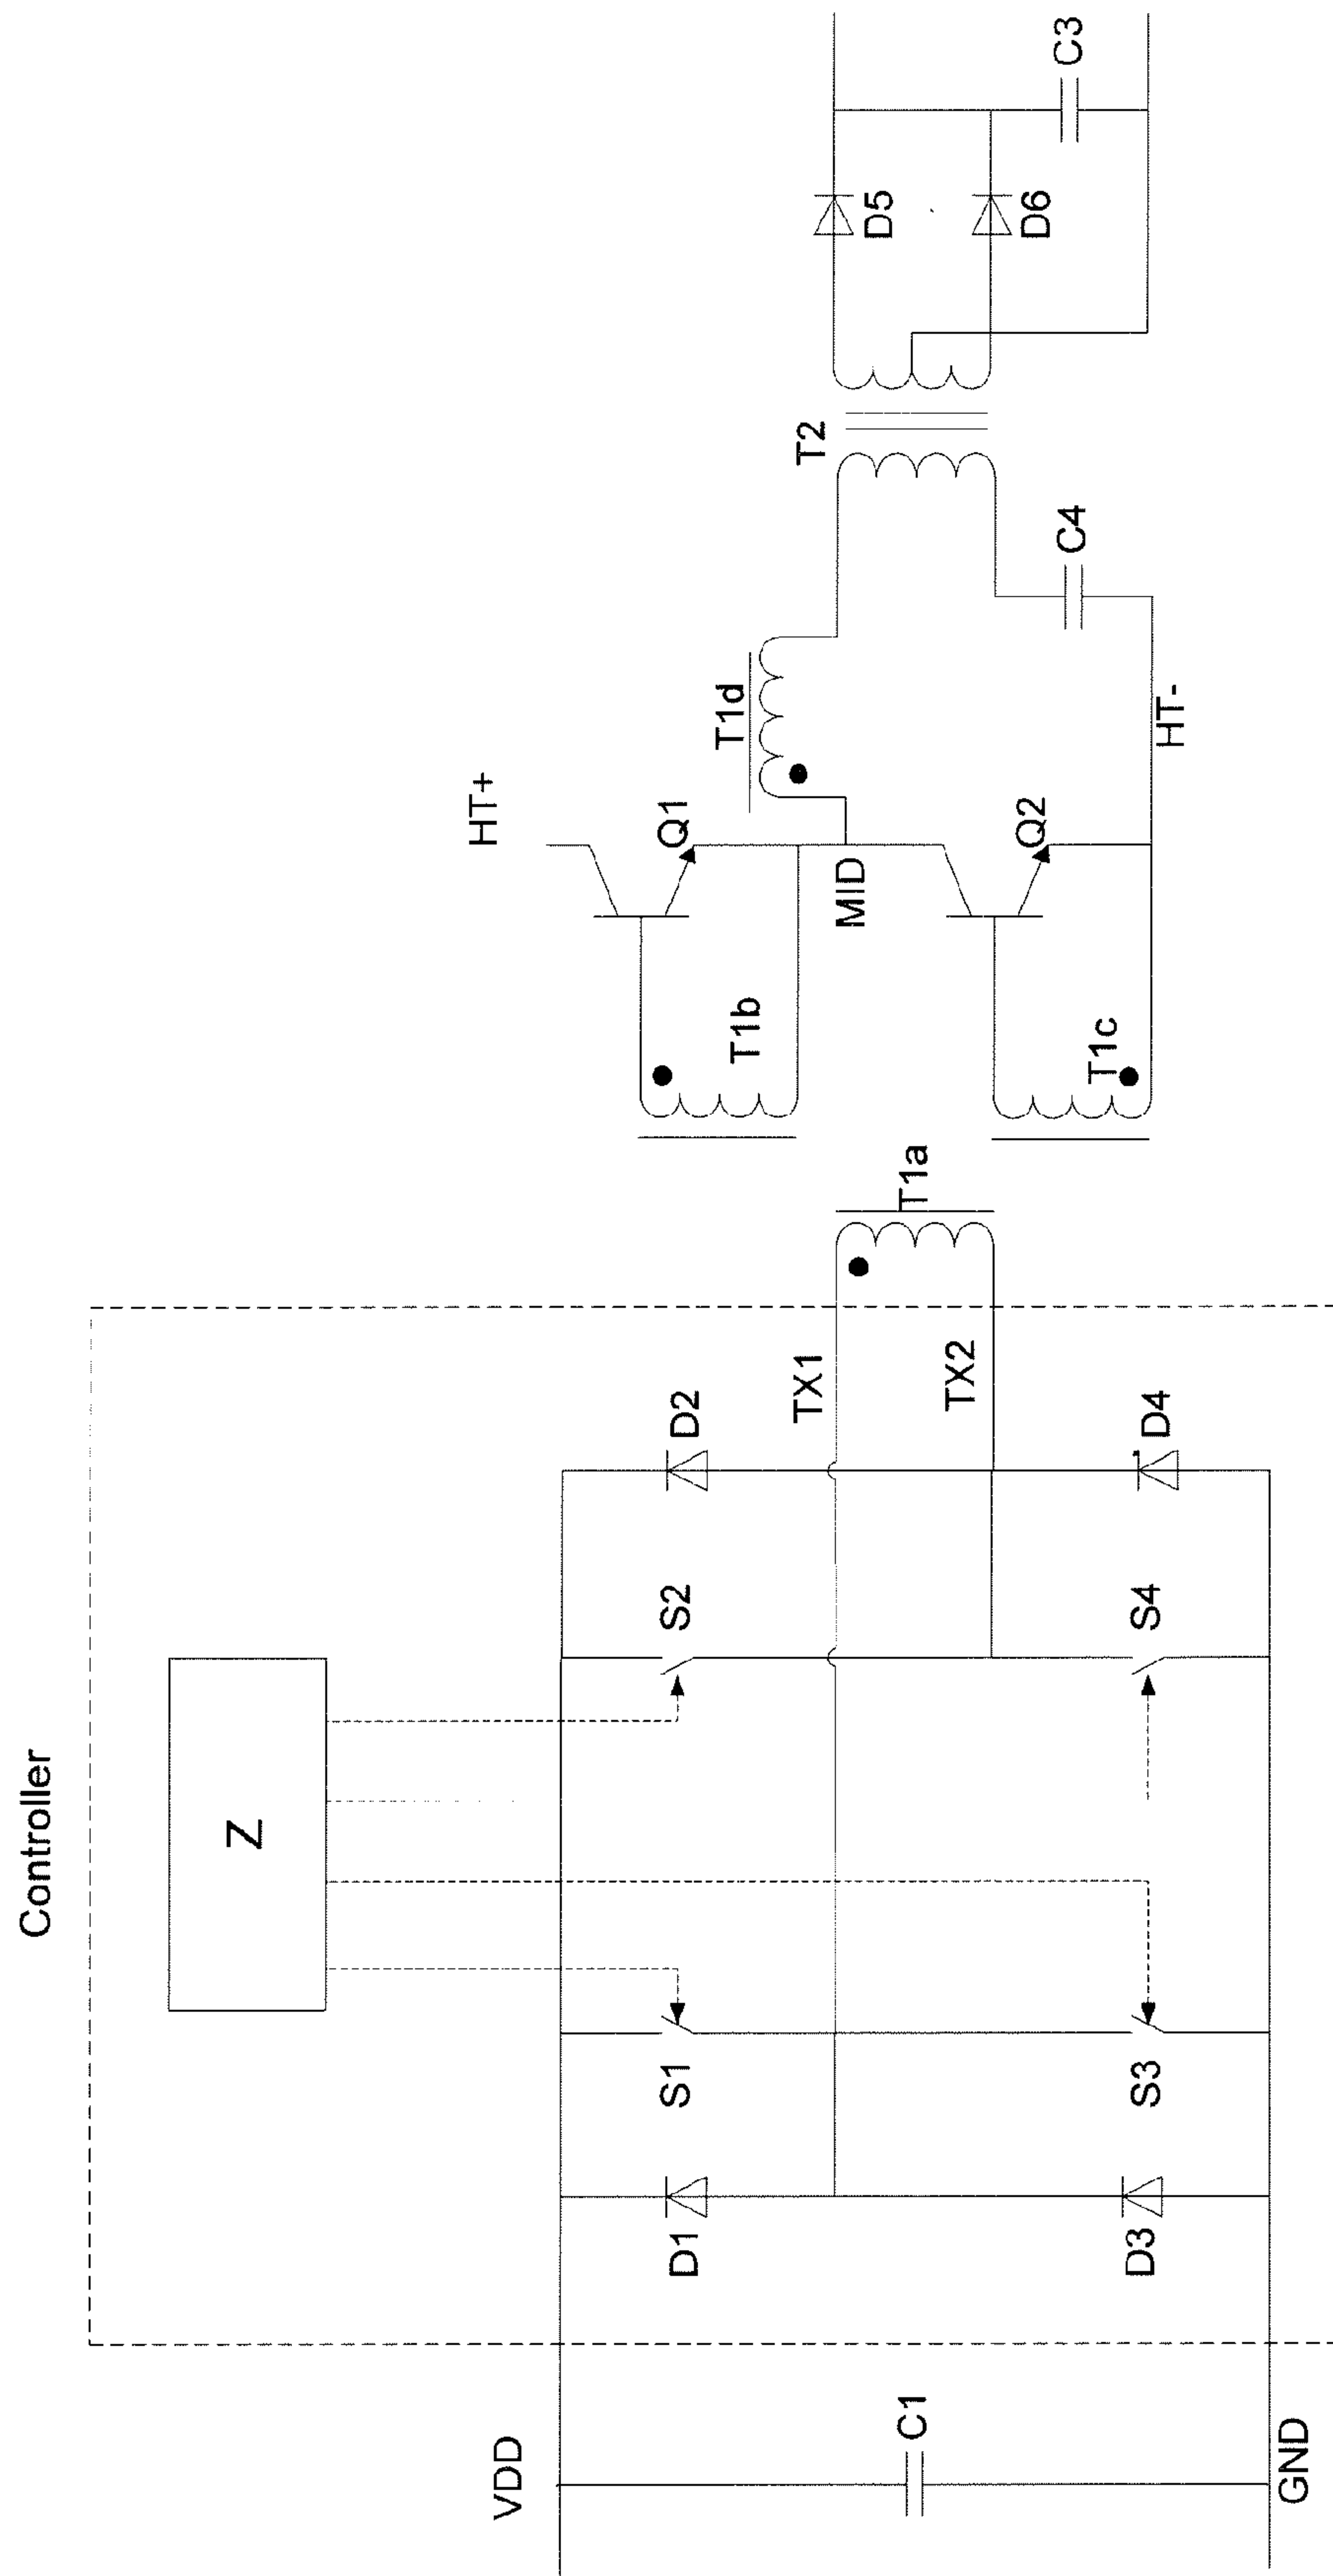 Controller
Z
VDD
GND
C1
D1
D3
S1
S3
S2
S4
D2
D4
TX1
TX2
T1a
T1b
T1c
HT+
Q1
MID
Q2
T1d
HT-
T2
C4
D5
D6
C3